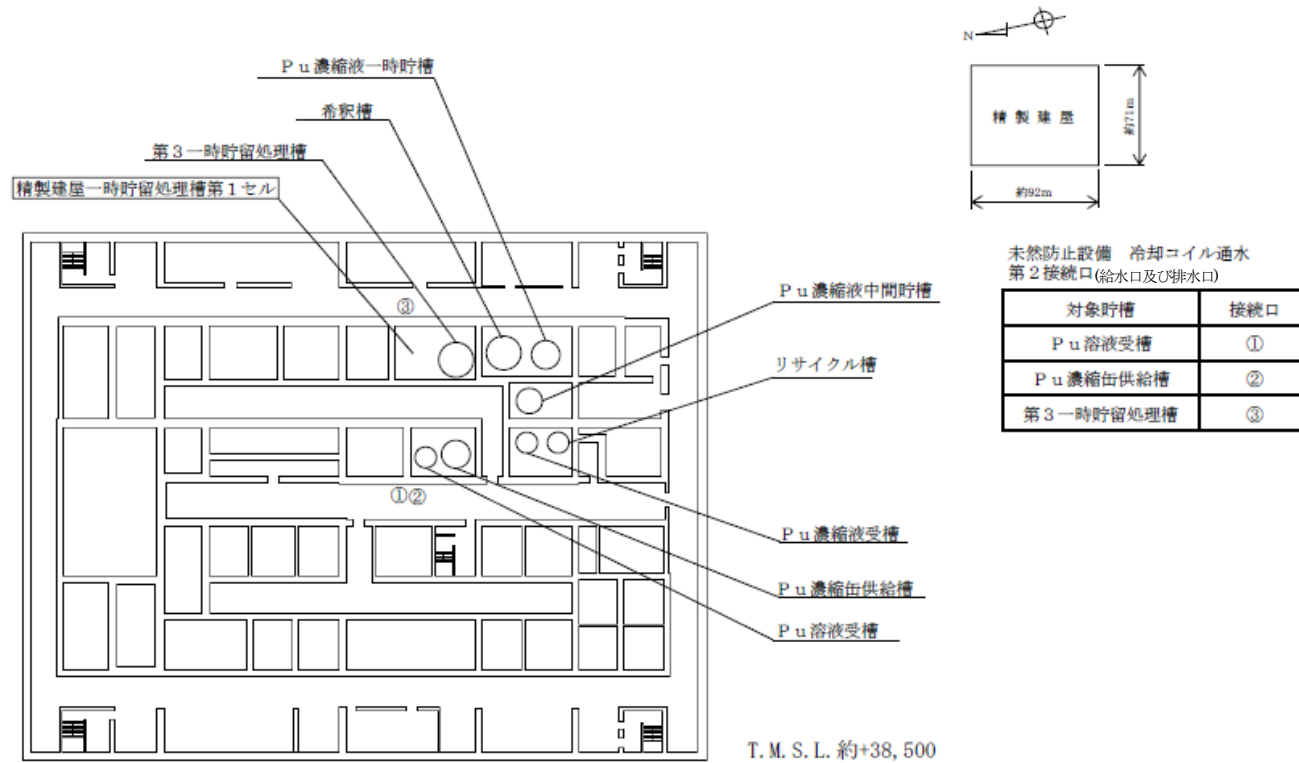 Ｐｕ濃縮液一時貯槽
希釈槽
第３一時貯留処理槽
精製建屋一時貯留処理槽第１セル
③
①②
Ｐｕ濃縮液中間貯槽
リサイクル槽
Ｐｕ濃縮液受槽
Ｐｕ濃縮缶供給槽
Ｐｕ溶液受槽
T.M.S.L.約+38,500
N
精製建屋
約71m
約92m
未然防止設備　冷却コイル通水
第２接続口(給水口及び排水口)
対象貯槽 接続口
Ｐｕ溶液受槽 ①
Ｐｕ濃縮缶供給槽 ②
第３一時貯留処理槽 ③